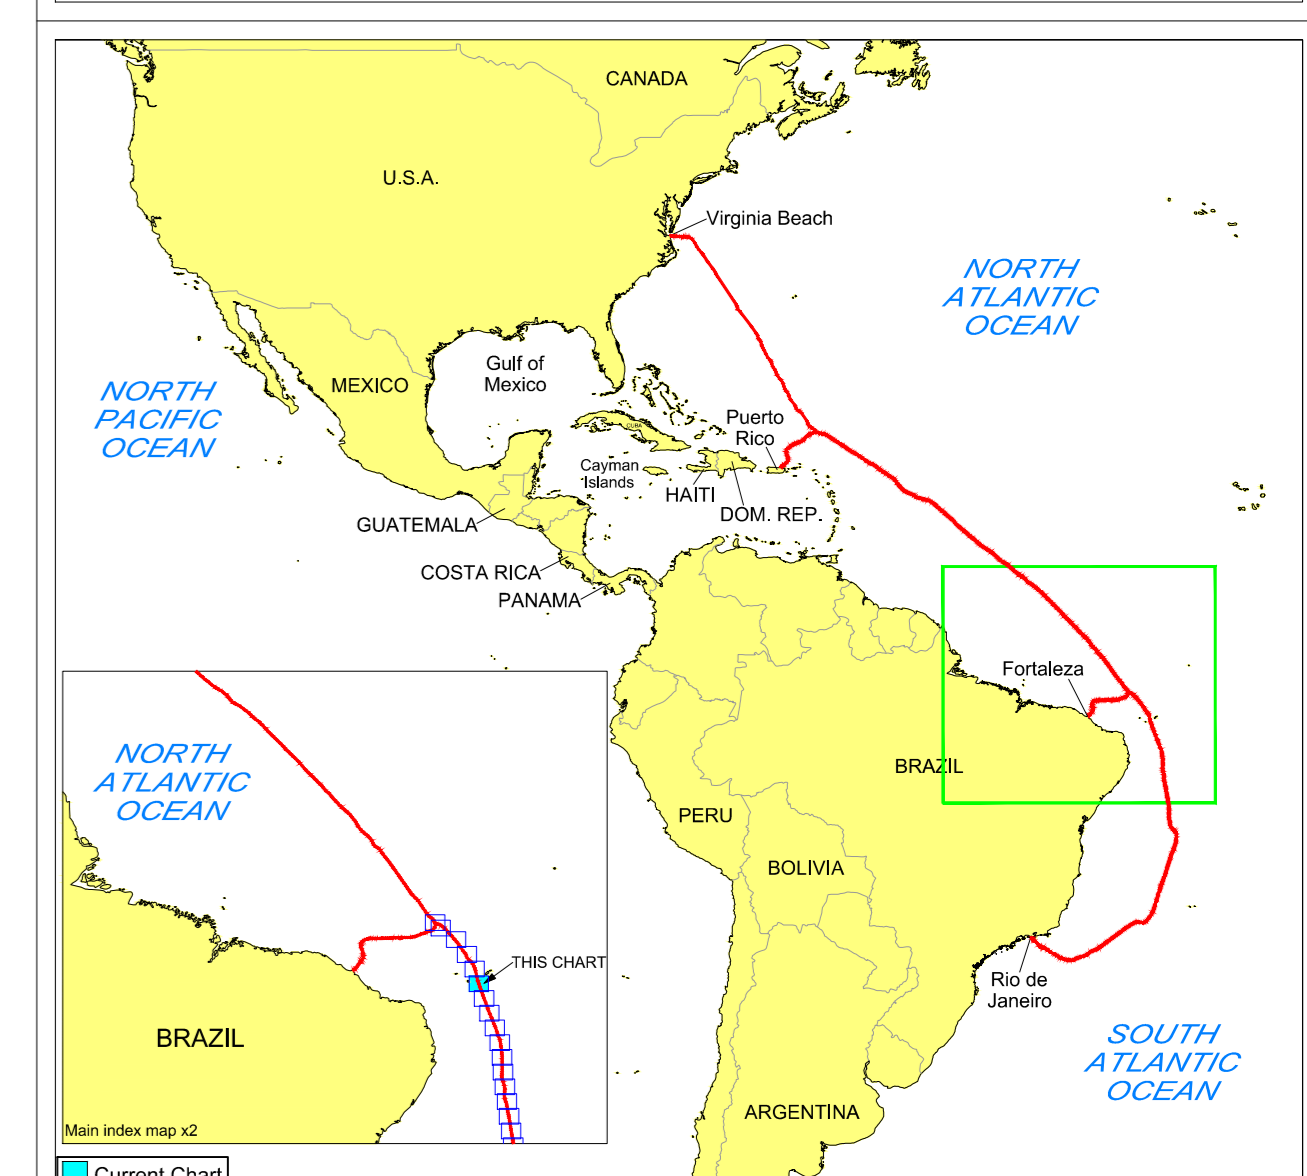 CANADA
U.S.A.
Virginia Beach
NORTH
ATLANTIC
OCEAN
NORTH
PACIFIC
OCEAN
MEXICO
Gulf of
Mexico
CUBA
Puerto
Rico
Cayman
Islands
HAITI
DOM. REP.
GUATEMALA
COSTA RICA
PANAMA
Fortaleza
BRAZIL
PERU
BOLIVIA
Rio de
Janeiro
SOUTH
ATLANTIC
OCEAN
ARGENTINA
NORTH
ATLANTIC
OCEAN
THIS CHART
BRAZIL
Main index map x2
Current Chart